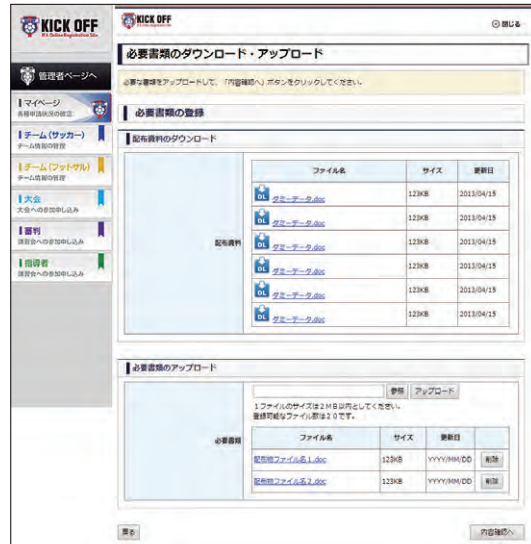 KICK OFF
JFA Online Registration Site
管理者ページへ
マイページ
各種申請状況の確認
チーム(サッカー)
チーム情報の管理
チーム(フットサル)
チーム情報の管理
大会
大会への参加申し込み
審判
講習会への参加申し込み
指導者
講習会への参加申し込み
KICK OFF
閉じる
必要書類のダウンロード・アップロード
必要な書類をアップロードして、「内容確認へ」ボタンをクリックしてください。
必要書類の登録
配布資料のダウンロード
配布資料
ファイル名 サイズ 更新日
DL ダミーデータ.doc 123KB 2013/04/15
DL ダミーデータ.doc 123KB 2013/04/15
DL ダミーデータ.doc 123KB 2013/04/15
DL ダミーデータ.doc 123KB 2013/04/15
DL ダミーデータ.doc 123KB 2013/04/15
DL ダミーデータ.doc 123KB 2013/04/15
必要書類のアップロード
必要書類
参照 アップロード
1ファイルのサイズは2MB以内としてください。
登録可能なファイル数は20です。
ファイル名 サイズ 更新日
配布物ファイル名1.doc 123KB YYYY/MM/DD 削除
配布物ファイル名2.doc 123KB YYYY/MM/DD 削除
戻る 内容確認へ